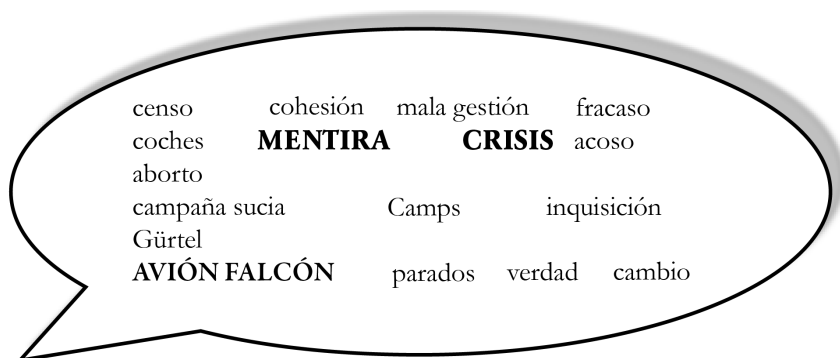 censo cohesión mala gestión fracaso
coches MENTIRA CRISIS acoso
aborto
campaña sucia Camps inquisición
Gürtel
AVIÓN FALCÓN parados verdad cambio